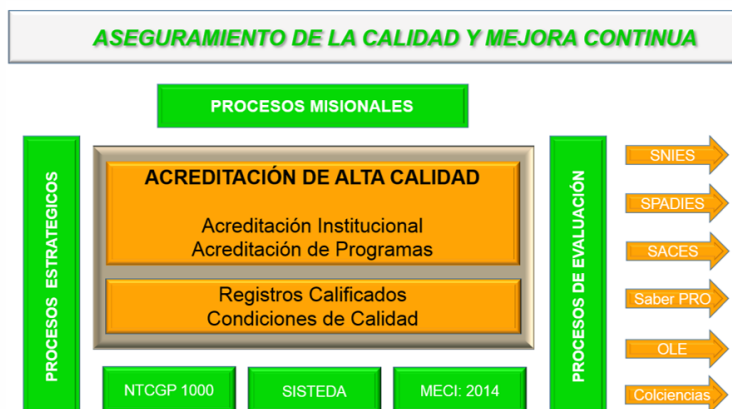 ASEGURAMIENTO DE LA CALIDAD Y MEJORA CONTINUA
PROCESOS MISIONALES
PROCESOS ESTRATEGICOS
ACREDITACIÓN DE ALTA CALIDAD
Acreditación Institucional
Acreditación de Programas
Registros Calificados
Condiciones de Calidad
NTCGP 1000
SISTEDA
MECI: 2014
PROCESOS DE EVALUACIÓN
SNIES
SPADIES
SACES
Saber PRO
OLE
Colciencias